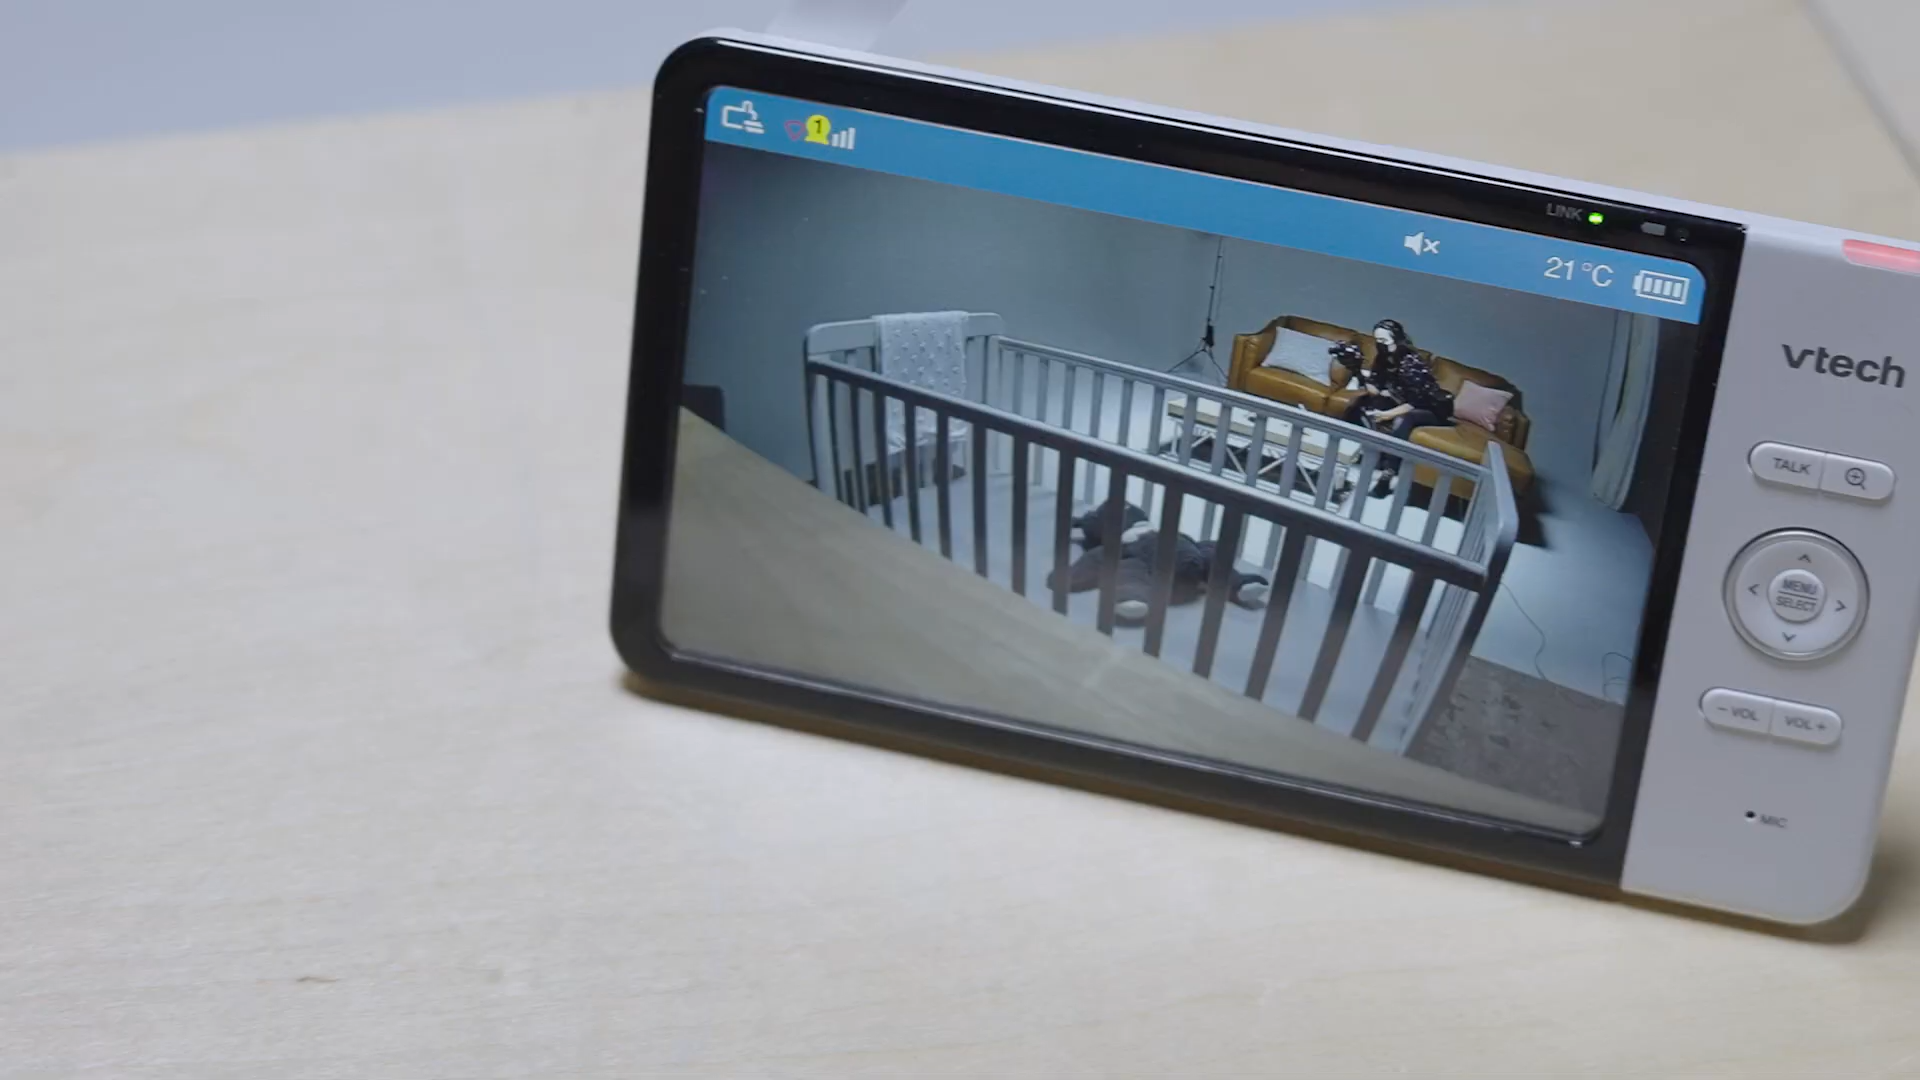 1
LINK
21°C
vtech
TALK
MENU
SELECT
- VOL VOL +
MIC